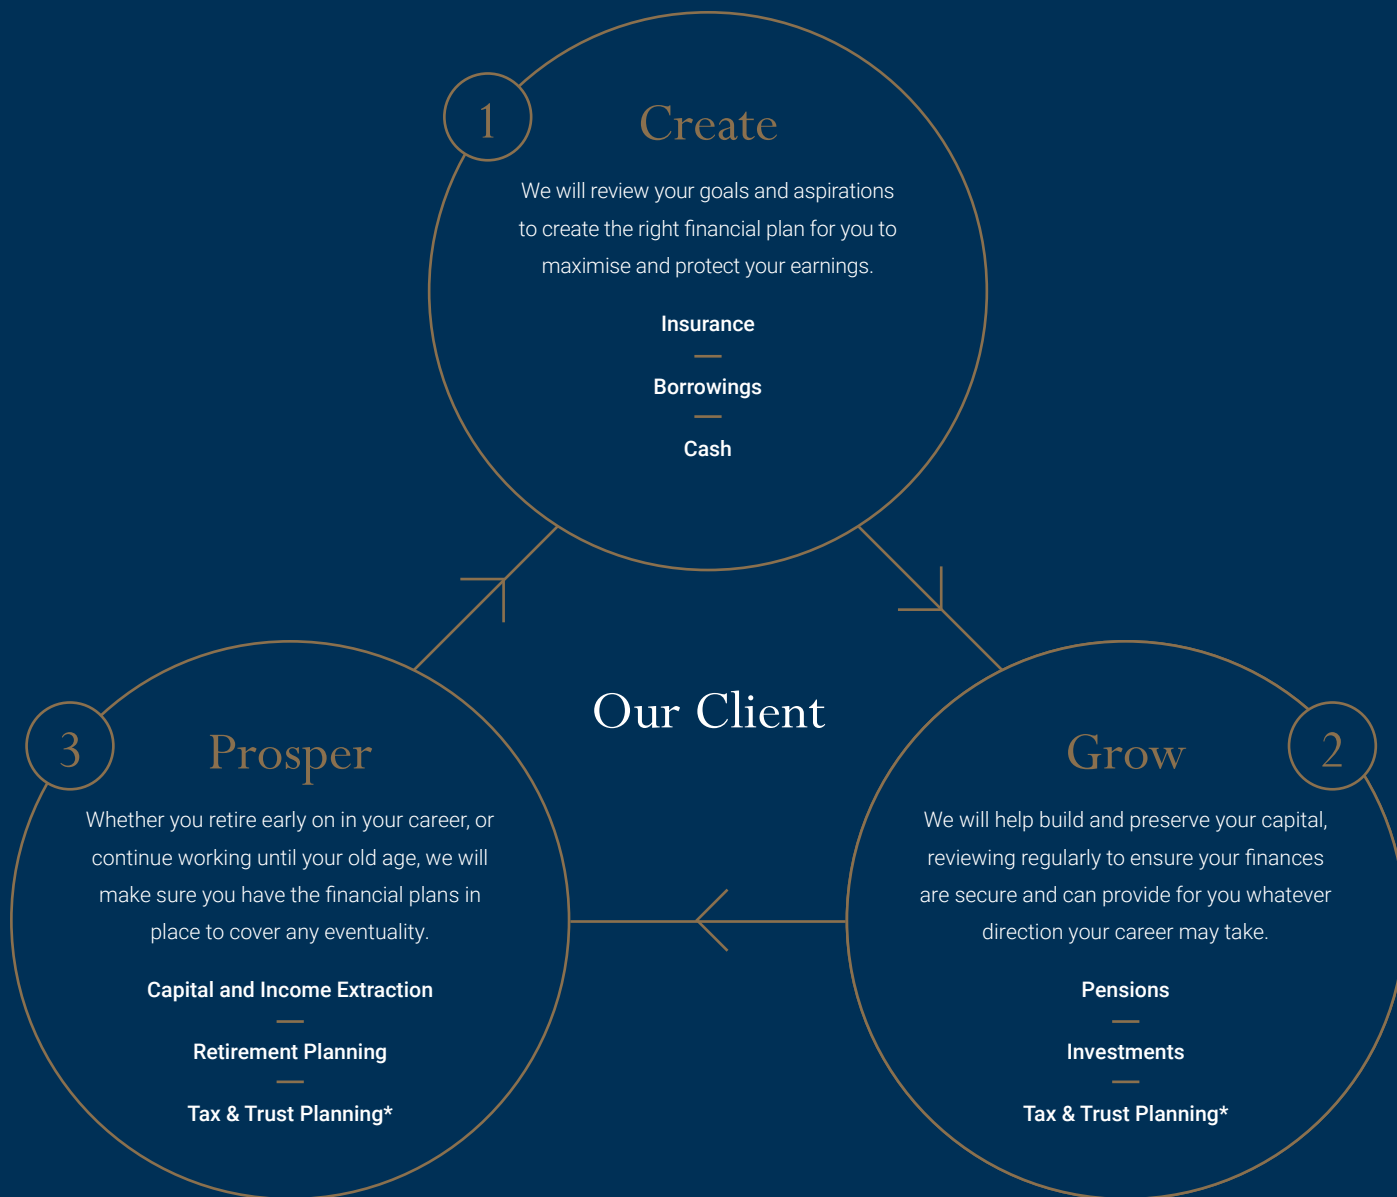 1
Create
We will review your goals and aspirations
to create the right financial plan for you to
maximise and protect your earnings.
Insurance
Borrowings
Cash
Our Client
2
Grow
We will help build and preserve your capital,
reviewing regularly to ensure your finances
are secure and can provide for you whatever
direction your career may take.
Pensions
Investments
Tax & Trust Planning*
3
Prosper
Whether you retire early on in your career, or
continue working until your old age, we will
make sure you have the financial plans in
place to cover any eventuality.
Capital and Income Extraction
Retirement Planning
Tax & Trust Planning*